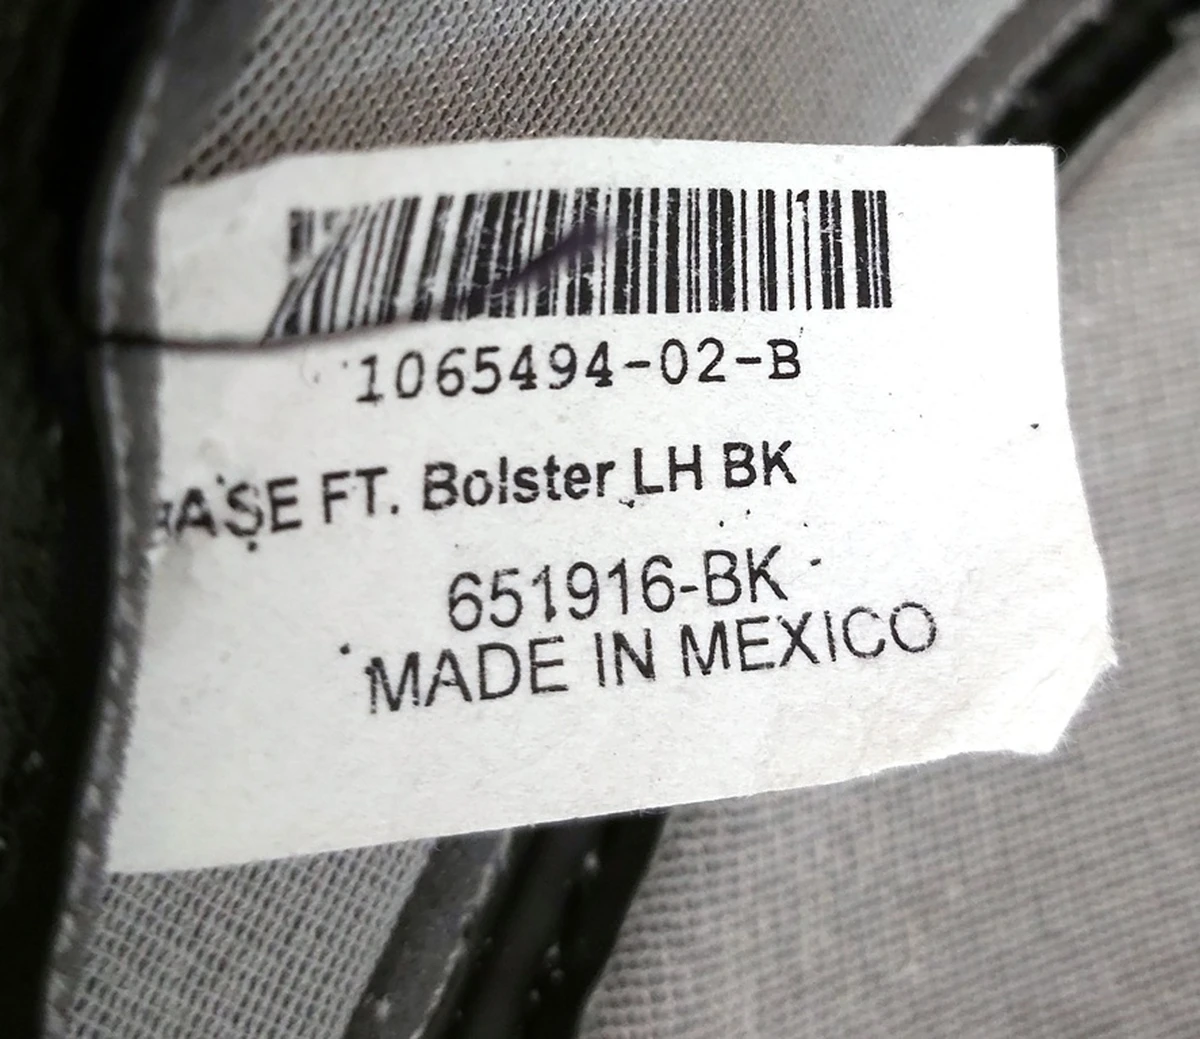 1065494-02-B
BASE FT. Bolster LH BK
651916-BK
MADE IN MEXICO